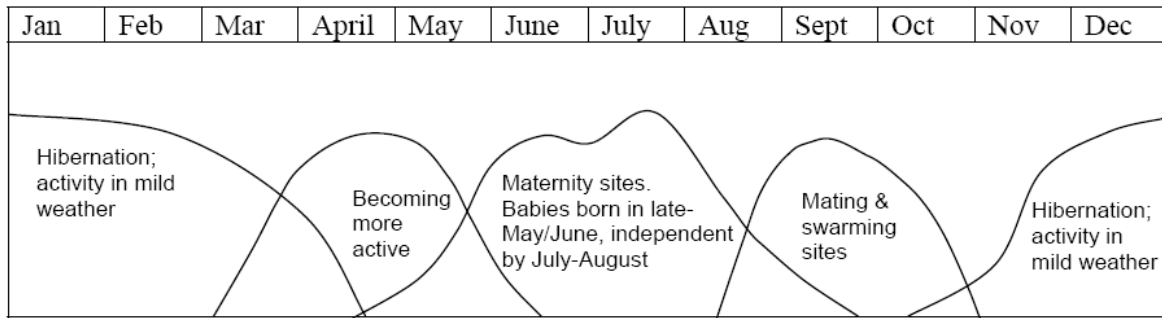 Jan Feb Mar April May June July Aug Sept Oct Nov Dec
Hibernation;
activity in mild
weather
Becoming
more
active
Maternity sites.
Babies born in late-
May/June, independent
by July-August
Mating &
swarming
sites
Hibernation;
activity in
mild weather